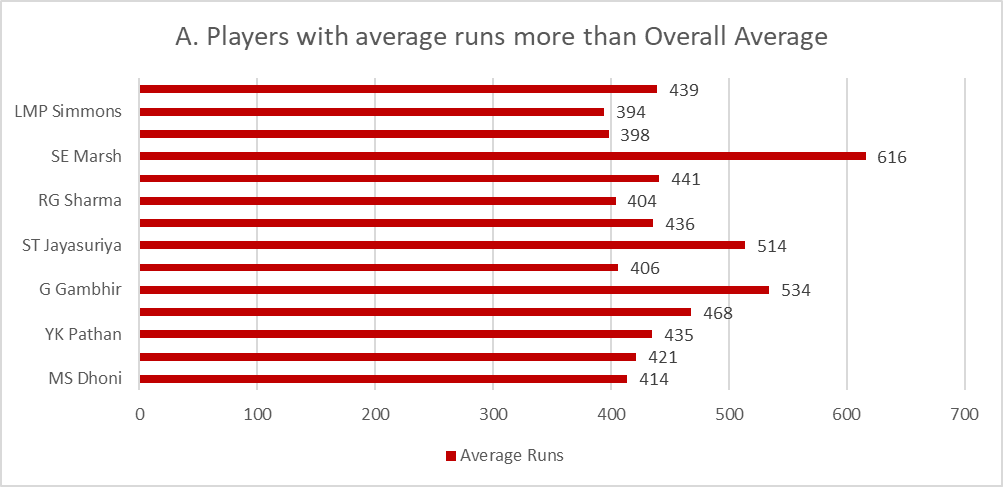 A. Players with average runs more than Overall Average
439
LMP Simmons 394
398
SE Marsh 616
441
RG Sharma 404
436
ST Jayasuriya 514
406
G Gambhir 534
468
YK Pathan 435
421
MS Dhoni 414
0 100 200 300 400 500 600 700
Average Runs